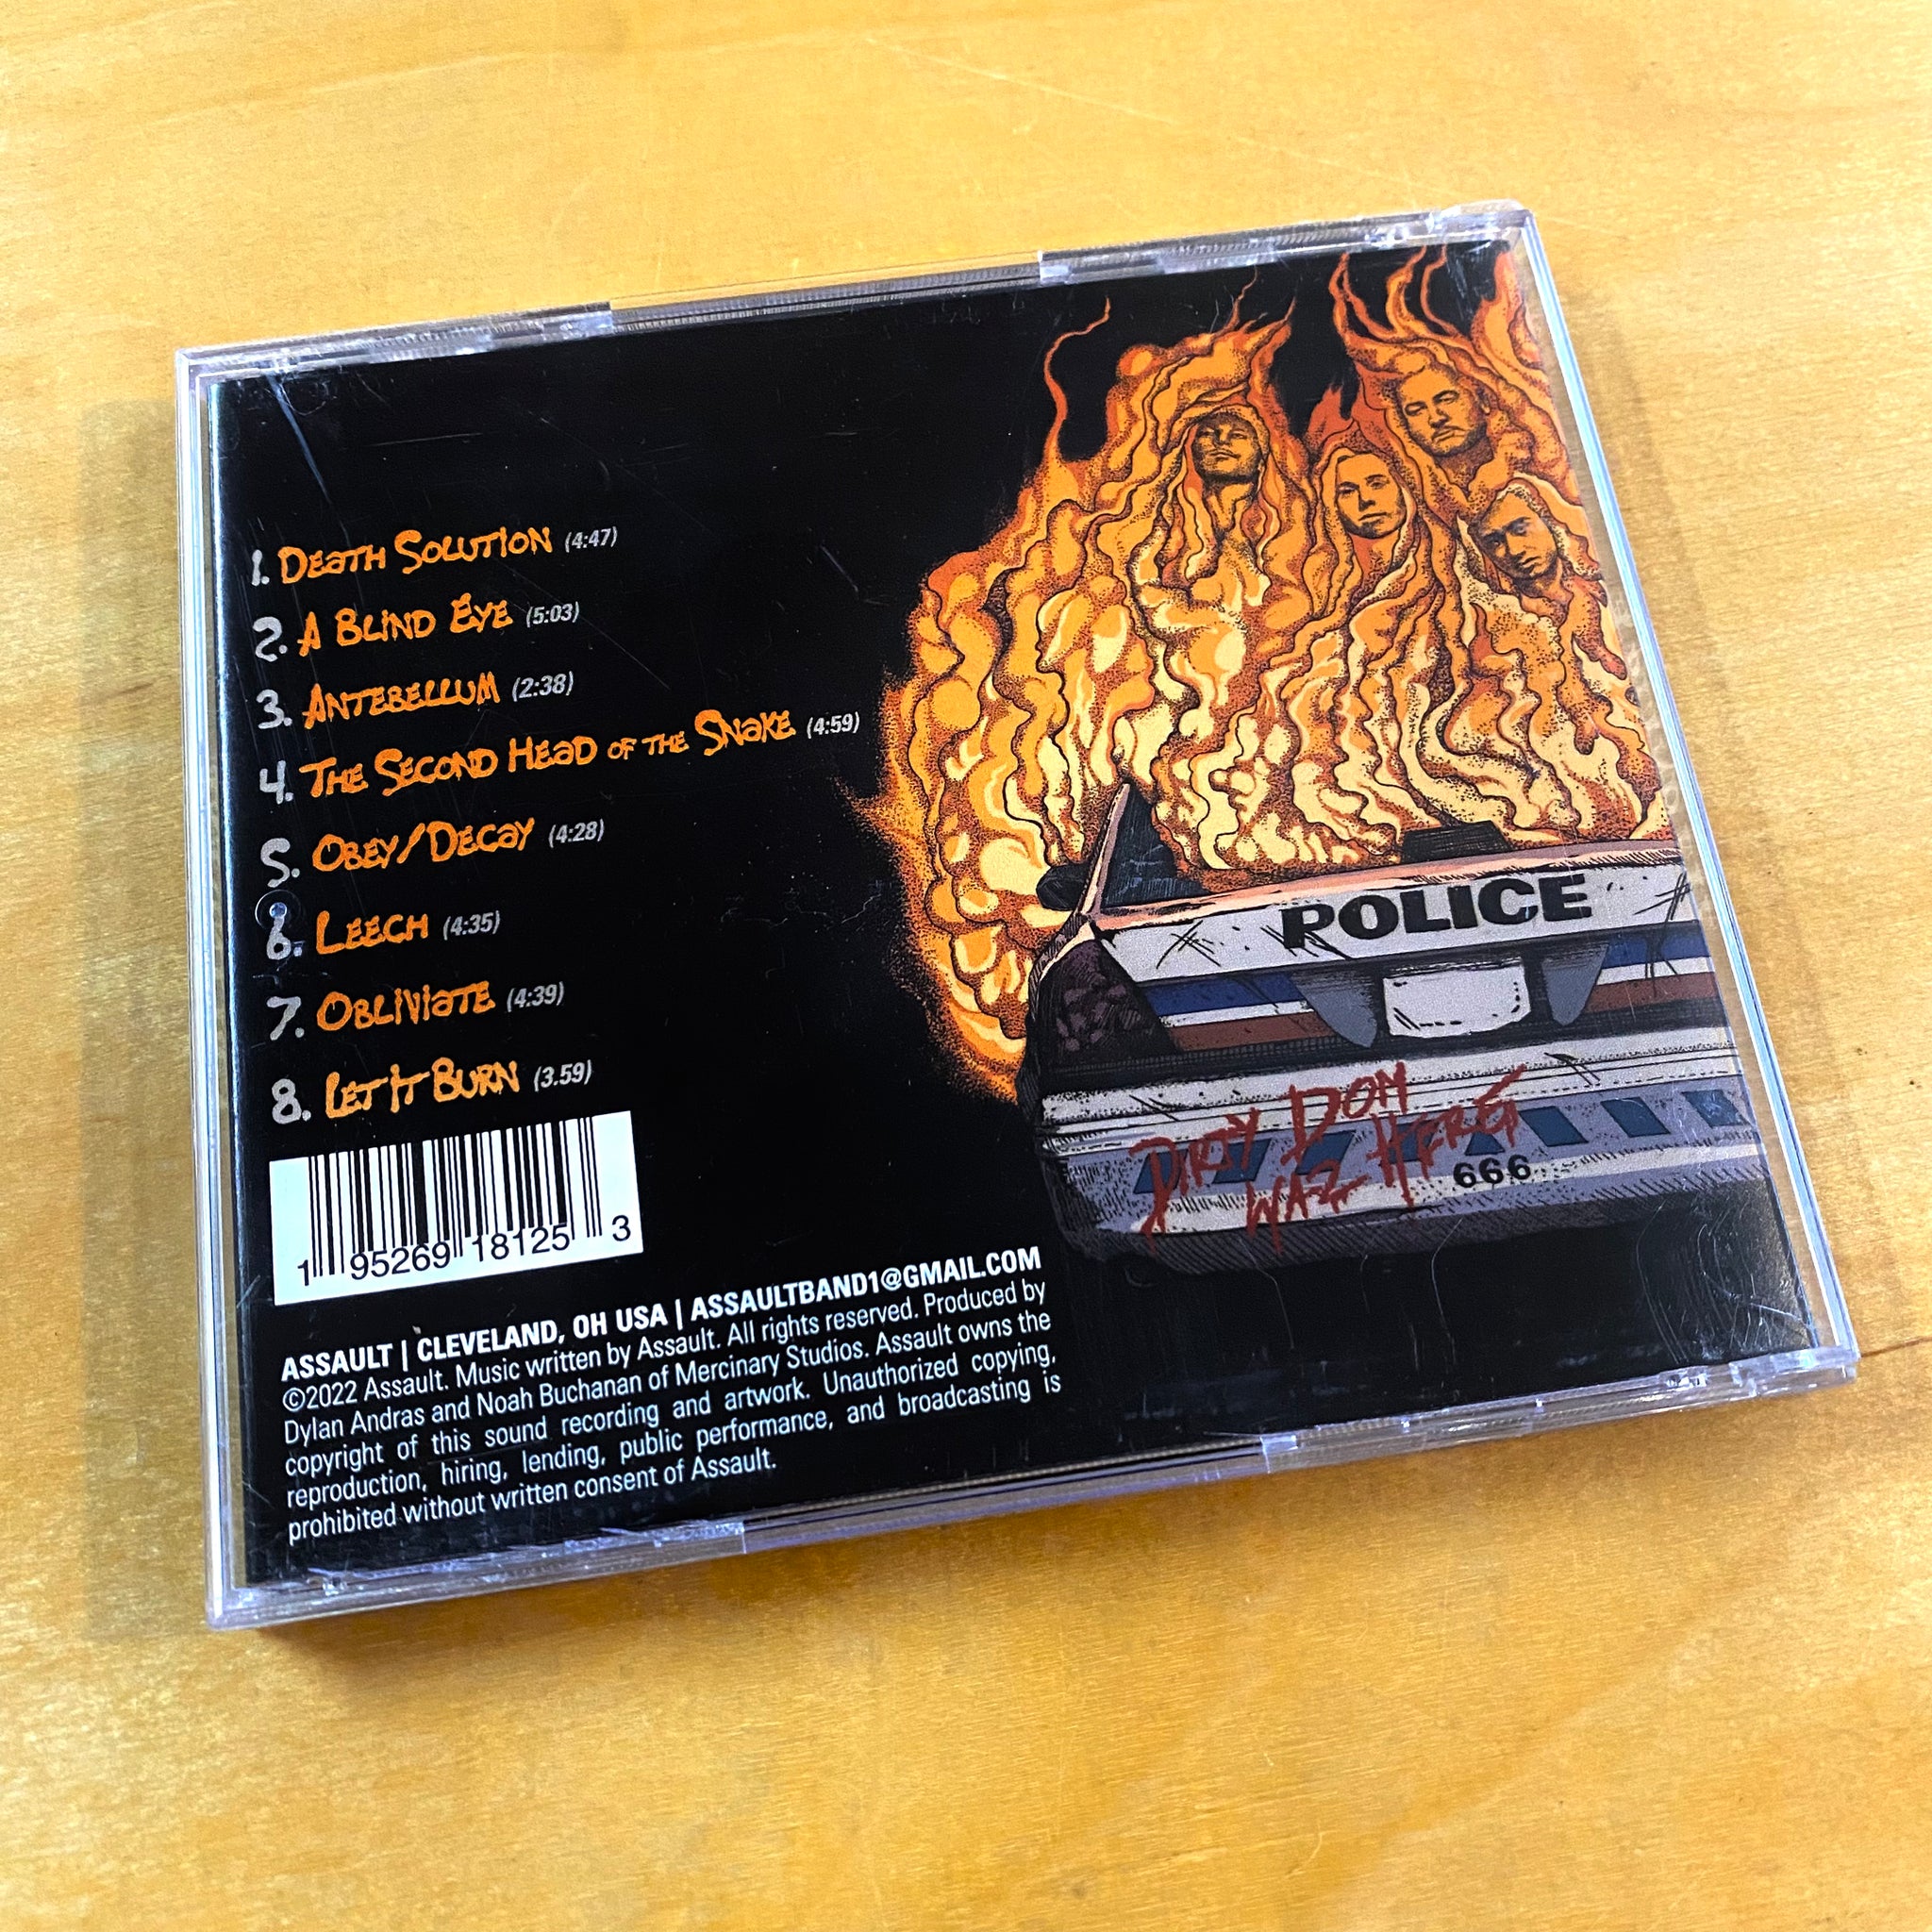 1. Death Solution (4:47)
2. A Blind Eye (5:03)
3. Antebellum (2:38)
4. The Second Head of the Snake (4:59)
5. Obey/Decay (4:28)
6. Leech (4:35)
7. Obliviate (4:39)
8. Let it Burn (3.59)
POLICE
DIRTY DOM
WAZ HERE
666
1 95269 18125 3
ASSAULT | CLEVELAND, OH USA | ASSAULTBAND1@GMAIL.COM
©2022 Assault. Music written by Assault. All rights reserved. Produced by
Dylan Andras and Noah Buchanan of Mercinary Studios. Assault owns the
copyright of this sound recording and artwork. Unauthorized copying,
reproduction, hiring, lending, public performance, and broadcasting is
prohibited without written consent of Assault.